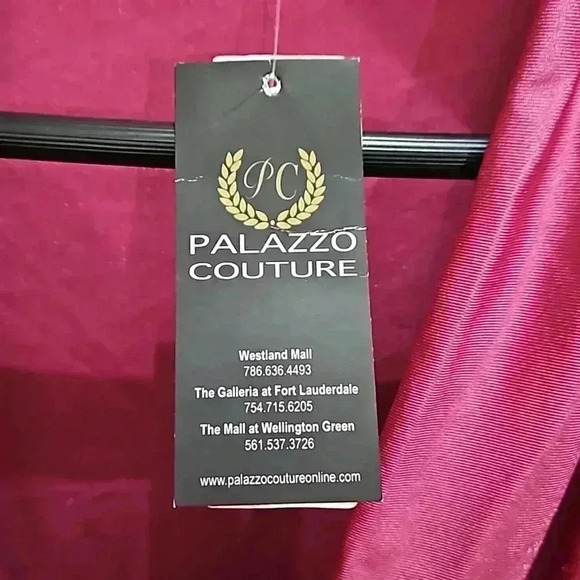 PC
PALAZZO
COUTURE
Westland Mall
786.636.4493
The Galleria at Fort Lauderdale
754.715.6205
The Mall at Wellington Green
561.537.3726
www.palazzocoutureonline.com